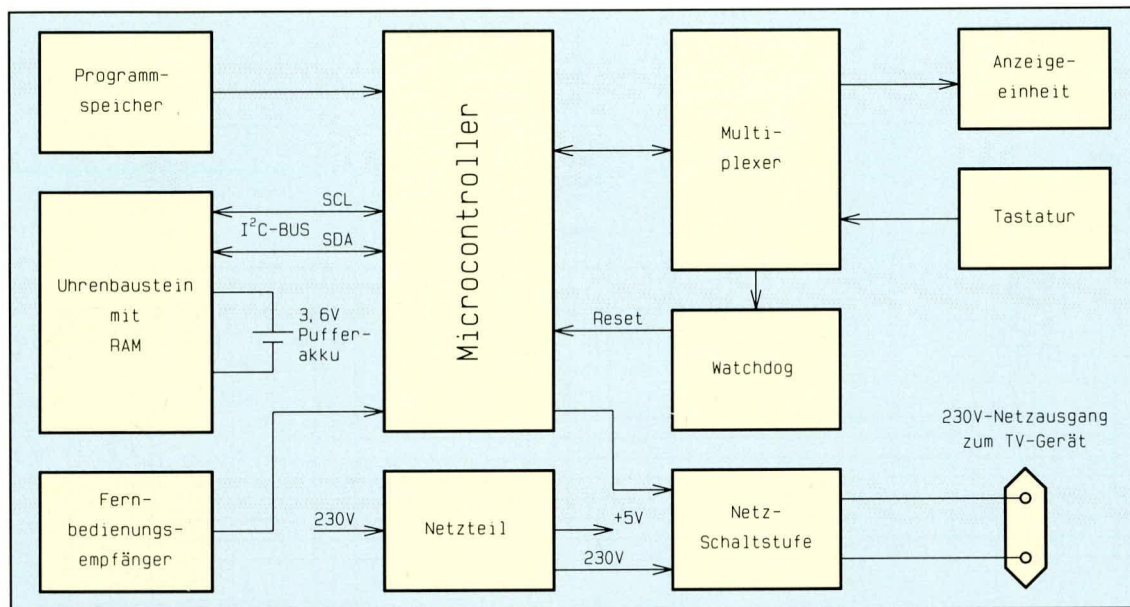 Programm-
speicher
Microcontroller
Multi-
plexer
Anzeige-
einheit
Tastatur
Uhrenbaustein
mit
RAM
SCL
I²C-BUS
SDA
3,6V
Puffer-
akku
Reset
Watchdog
Fern-
bedienungs-
empfänger
230V
Netzteil
+5V
230V
Netz-
Schaltstufe
230V-Netzausgang
zum TV-Gerät